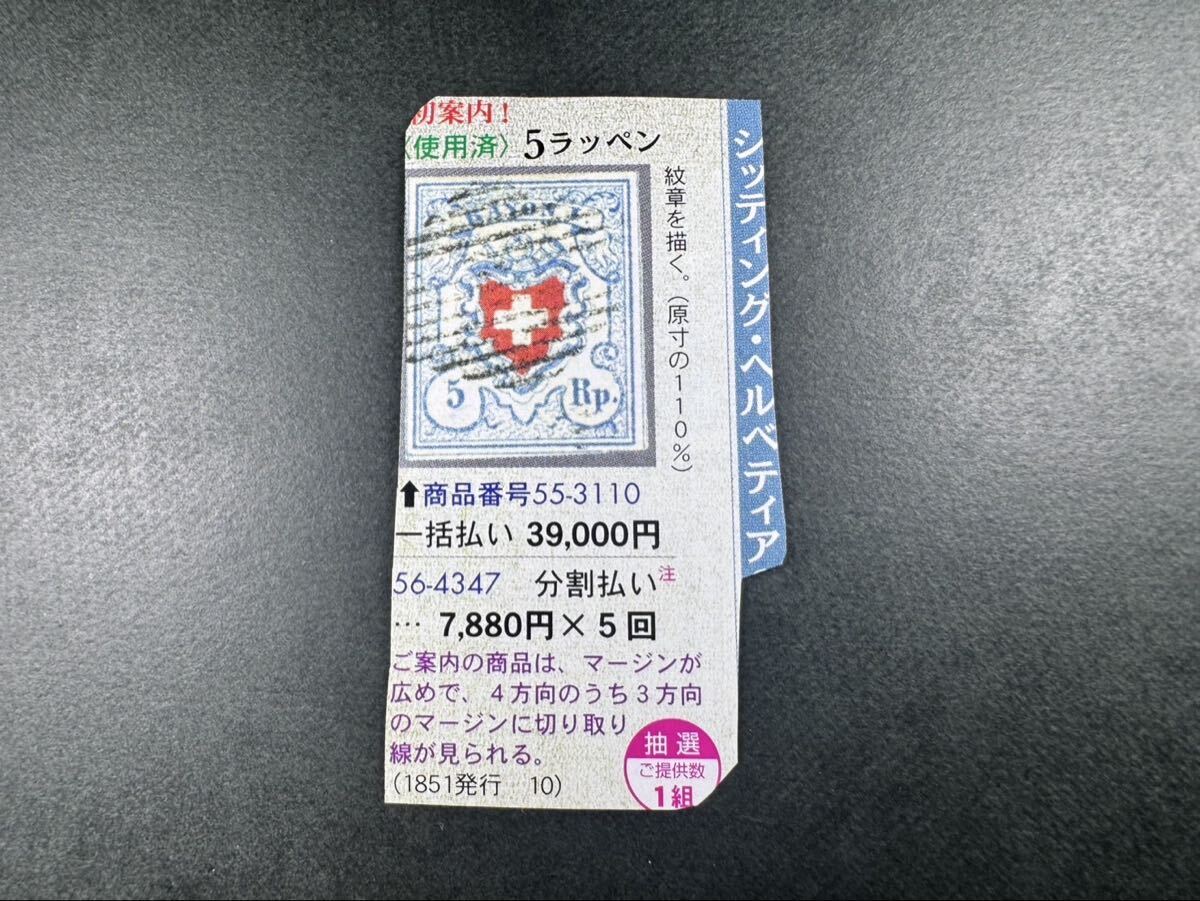 初案内！
〈使用済〉5ラッペン
RAYON I
5
Rp.
紋章を描く。（原寸の110％）
シッティング・ヘルベティア
⬆商品番号55-3110
一括払い 39,000円
56-4347 分割払い注
… 7,880円×5回
ご案内の商品は、マージンが
広めで、4方向のうち3方向
のマージンに切り取り
線が見られる。
（1851発行 10）
抽選
ご提供数
1組